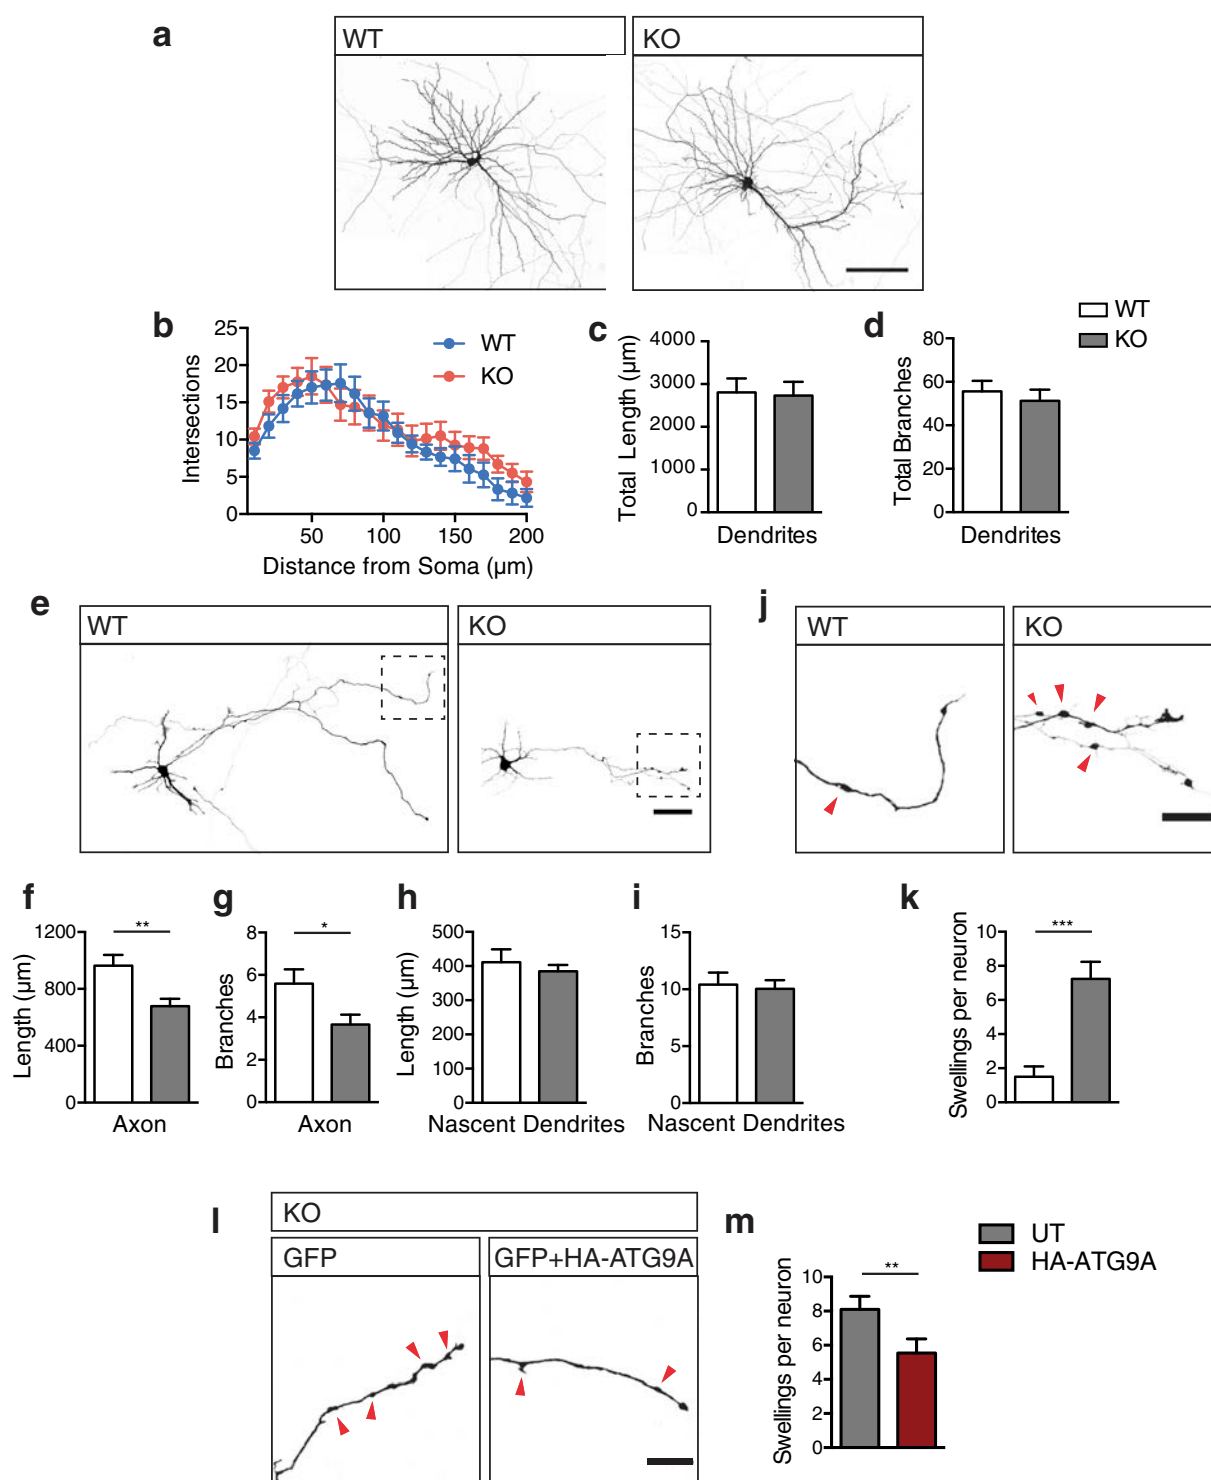 a
WT
KO
b
25
20
15
10
5
0
Intersections
WT
KO
50
100
150
200
Distance from Soma (µm)
c
4000
3000
2000
1000
0
Total Length (µm)
Dendrites
d
80
60
40
20
0
Total Branches
Dendrites
WT
KO
e
WT
KO
j
WT
KO
f
1200
800
400
0
Length (µm)
**
Axon
g
8
6
4
2
0
Branches
*
Axon
h
500
400
300
200
100
0
Length (µm)
Nascent Dendrites
i
15
10
5
0
Branches
Nascent Dendrites
k
10
8
6
4
2
0
Swellings per neuron
***
l
KO
GFP
GFP+HA-ATG9A
m
10
8
6
4
2
0
Swellings per neuron
**
UT
HA-ATG9A